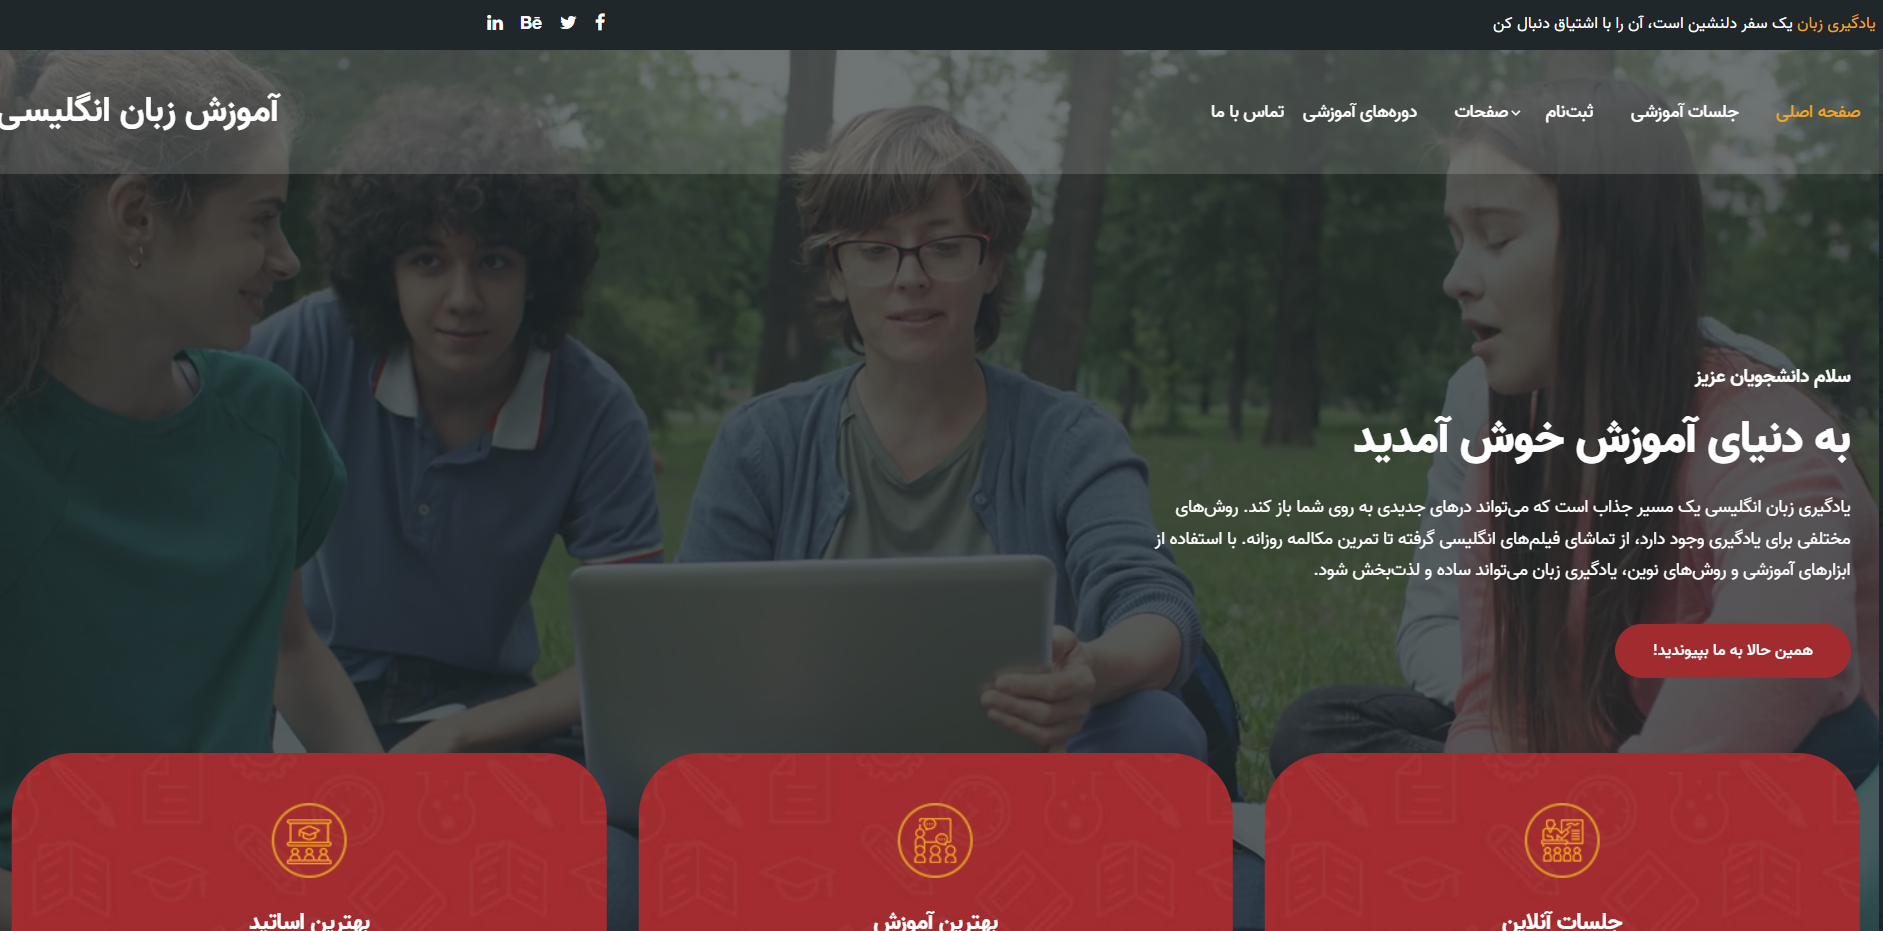 یادگیری زبان یک سفر دلنشین است، آن را با اشتیاق دنبال کن
in Bē f
صفحه اصلی جلسات آموزشی ثبت‌نام صفحات دوره‌های آموزشی تماس با ما
آموزش زبان انگلیسی
سلام دانشجویان عزیز
به دنیای آموزش خوش آمدید
یادگیری زبان انگلیسی یک مسیر جذاب است که می‌تواند درهای جدیدی به روی شما باز کند. روش‌های
مختلفی برای یادگیری وجود دارد، از تماشای فیلم‌های انگلیسی گرفته تا تمرین مکالمه روزانه. با استفاده از
ابزارهای آموزشی و روش‌های نوین، یادگیری زبان می‌تواند ساده و لذت‌بخش شود.
همین حالا به ما بپیوندید!
جلسات آنلاین
بهترین آموزش
بهترین اساتید